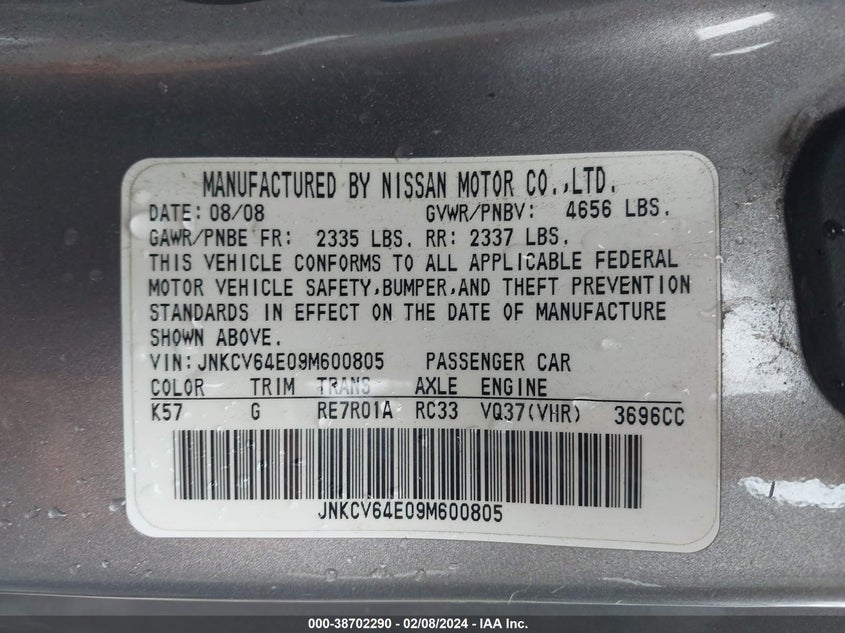 MANUFACTURED BY NISSAN MOTOR CO.,LTD.
DATE: 08/08 GVWR/PNBV: 4656 LBS.
GAWR/PNBE FR: 2335 LBS. RR: 2337 LBS.
THIS VEHICLE CONFORMS TO ALL APPLICABLE FEDERAL
MOTOR VEHICLE SAFETY,BUMPER,AND THEFT PREVENTION
STANDARDS IN EFFECT ON THE DATE OF MANUFACTURE
SHOWN ABOVE.
VIN: JNKCV64E09M600805 PASSENGER CAR
COLOR TRIM TRANS AXLE ENGINE
K57 G RE7R01A RC33 VQ37(VHR) 3696CC
JNKCV64E09M600805
000-38702290 - 02/08/2024 - IAA Inc.